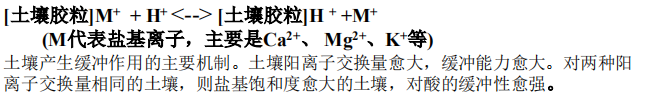 [土壤胶粒]M⁺ + H⁺ <--> [土壤胶粒]H ⁺ +M⁺
(M代表盐基离子，主要是Ca²⁺、 Mg²⁺、K⁺等)
土壤产生缓冲作用的主要机制。土壤阳离子交换量愈大，缓冲能力愈大。对两种阳
离子交换量相同的土壤，则盐基饱和度愈大的土壤，对酸的缓冲性愈强。